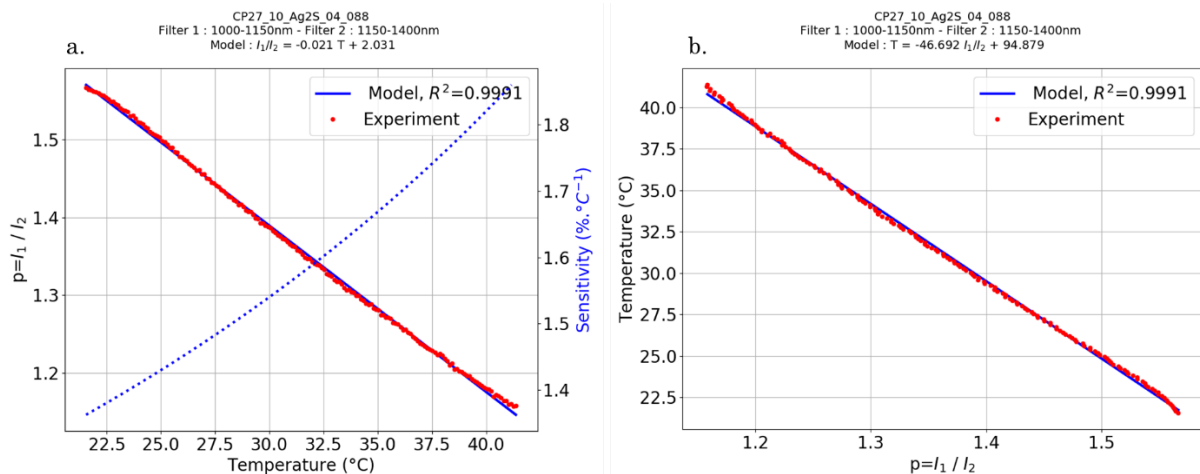 CP27_10_Ag2S_04_088
Filter 1 : 1000-1150nm - Filter 2 : 1150-1400nm
Model : I₁/I₂ = -0.021 T + 2.031
a.
Model, R²=0.9991
Experiment
1.5
1.4
1.3
1.2
p=I₁ / I₂
22.5 25.0 27.5 30.0 32.5 35.0 37.5 40.0
Temperature (°C)
1.8
1.7
1.6
1.5
1.4
Sensitivity (%.°C⁻¹)
CP27_10_Ag2S_04_088
Filter 1 : 1000-1150nm - Filter 2 : 1150-1400nm
Model : T = -46.692 I₁/I₂ + 94.879
b.
Model, R²=0.9991
Experiment
40.0
37.5
35.0
32.5
30.0
27.5
25.0
22.5
Temperature (°C)
1.2 1.3 1.4 1.5
p=I₁ / I₂